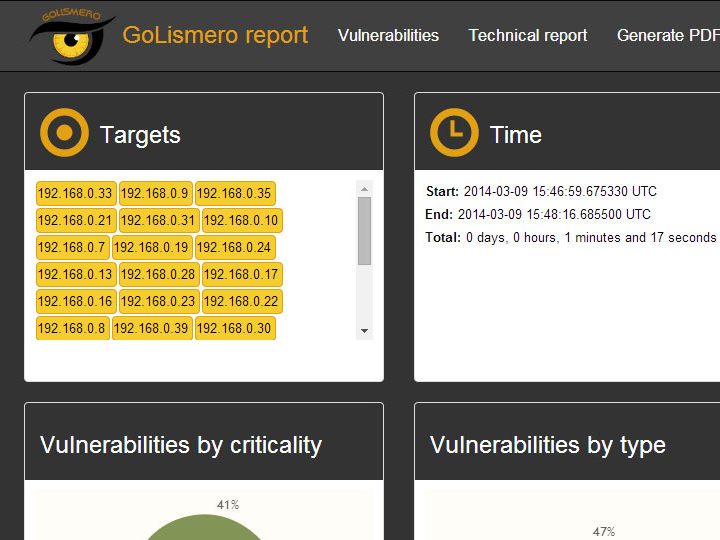 GOLISMERO
GoLismero report Vulnerabilities Technical report Generate PDF
Targets
192.168.0.33 192.168.0.9 192.168.0.35
192.168.0.21 192.168.0.31 192.168.0.10
192.168.0.7 192.168.0.19 192.168.0.24
192.168.0.13 192.168.0.28 192.168.0.17
192.168.0.16 192.168.0.23 192.168.0.22
192.168.0.8 192.168.0.39 192.168.0.30
Time
Start: 2014-03-09 15:46:59.675330 UTC
End: 2014-03-09 15:48:16.685500 UTC
Total: 0 days, 0 hours, 1 minutes and 17 seconds
Vulnerabilities by criticality
41%
Vulnerabilities by type
47%